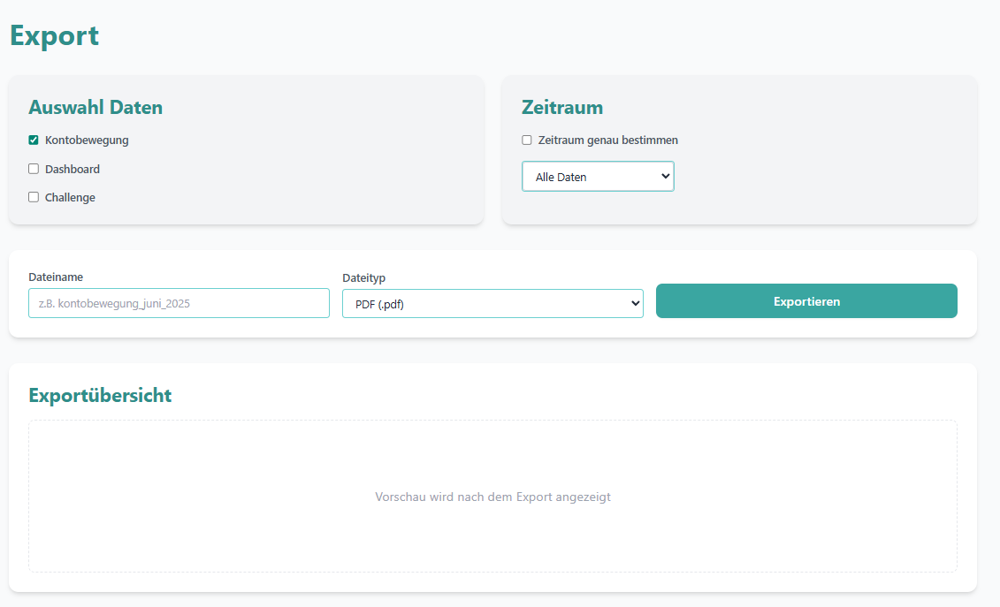 Export
Auswahl Daten
Kontobewegung
Dashboard
Challenge
Zeitraum
Zeitraum genau bestimmen
Alle Daten
Dateiname
z.B. kontobewegung_juni_2025
Dateityp
PDF (.pdf)
Exportieren
Exportübersicht
Vorschau wird nach dem Export angezeigt